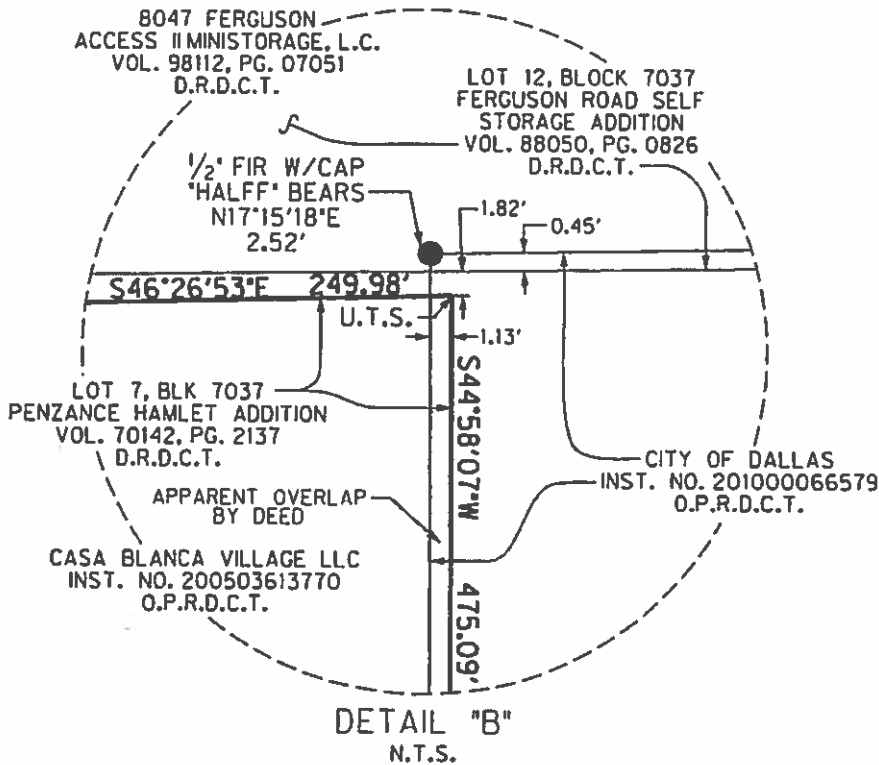 8047 FERGUSON
ACCESS II MINISTORAGE, L.C.
VOL. 98112, PG. 07051
D.R.D.C.T.
LOT 12, BLOCK 7037
FERGUSON ROAD SELF
STORAGE ADDITION
VOL. 88050, PG. 0826
D.R.D.C.T.
1/2" FIR W/CAP
"HALFF" BEARS
N17°15'18"E
2.52'
1.82'
0.45'
S46°26'53"E 249.98'
U.T.S.
1.13'
LOT 7, BLK 7037
PENZANCE HAMLET ADDITION
VOL. 70142, PG. 2137
D.R.D.C.T.
S44°58'07"W 475.09'
CITY OF DALLAS
INST. NO. 201000066579
O.P.R.D.C.T.
APPARENT OVERLAP
BY DEED
CASA BLANCA VILLAGE LLC
INST. NO. 200503613770
O.P.R.D.C.T.
DETAIL "B"
N.T.S.